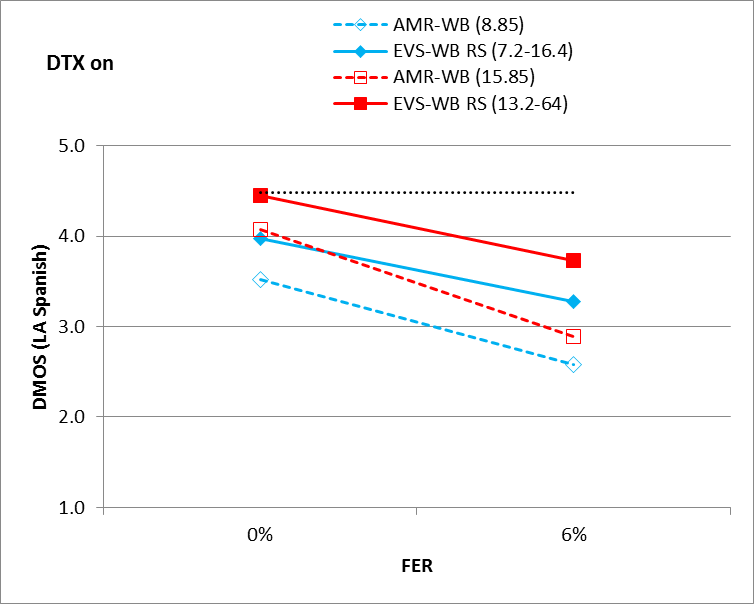 AMR-WB (8.85)
EVS-WB RS (7.2-16.4)
DTX on
AMR-WB (15.85)
EVS-WB RS (13.2-64)
5.0
4.0
3.0
2.0
1.0
DMOS (LA Spanish)
0%
6%
FER